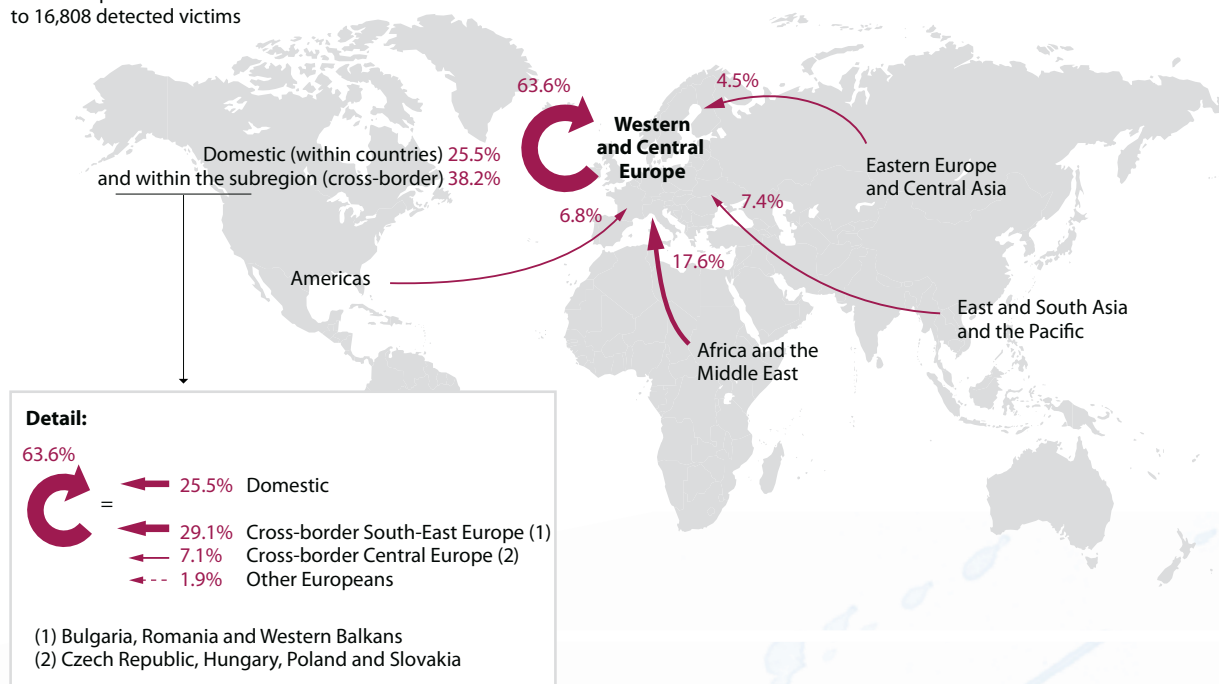 to 16,808 detected victims
63.6%
4.5%
Western
and Central
Europe
Domestic (within countries) 25.5%
and within the subregion (cross-border) 38.2%
Eastern Europe
and Central Asia
6.8%
7.4%
17.6%
Americas
East and South Asia
and the Pacific
Africa and the
Middle East
Detail:
63.6%
=
25.5% Domestic
29.1% Cross-border South-East Europe (1)
7.1% Cross-border Central Europe (2)
1.9% Other Europeans
(1) Bulgaria, Romania and Western Balkans
(2) Czech Republic, Hungary, Poland and Slovakia